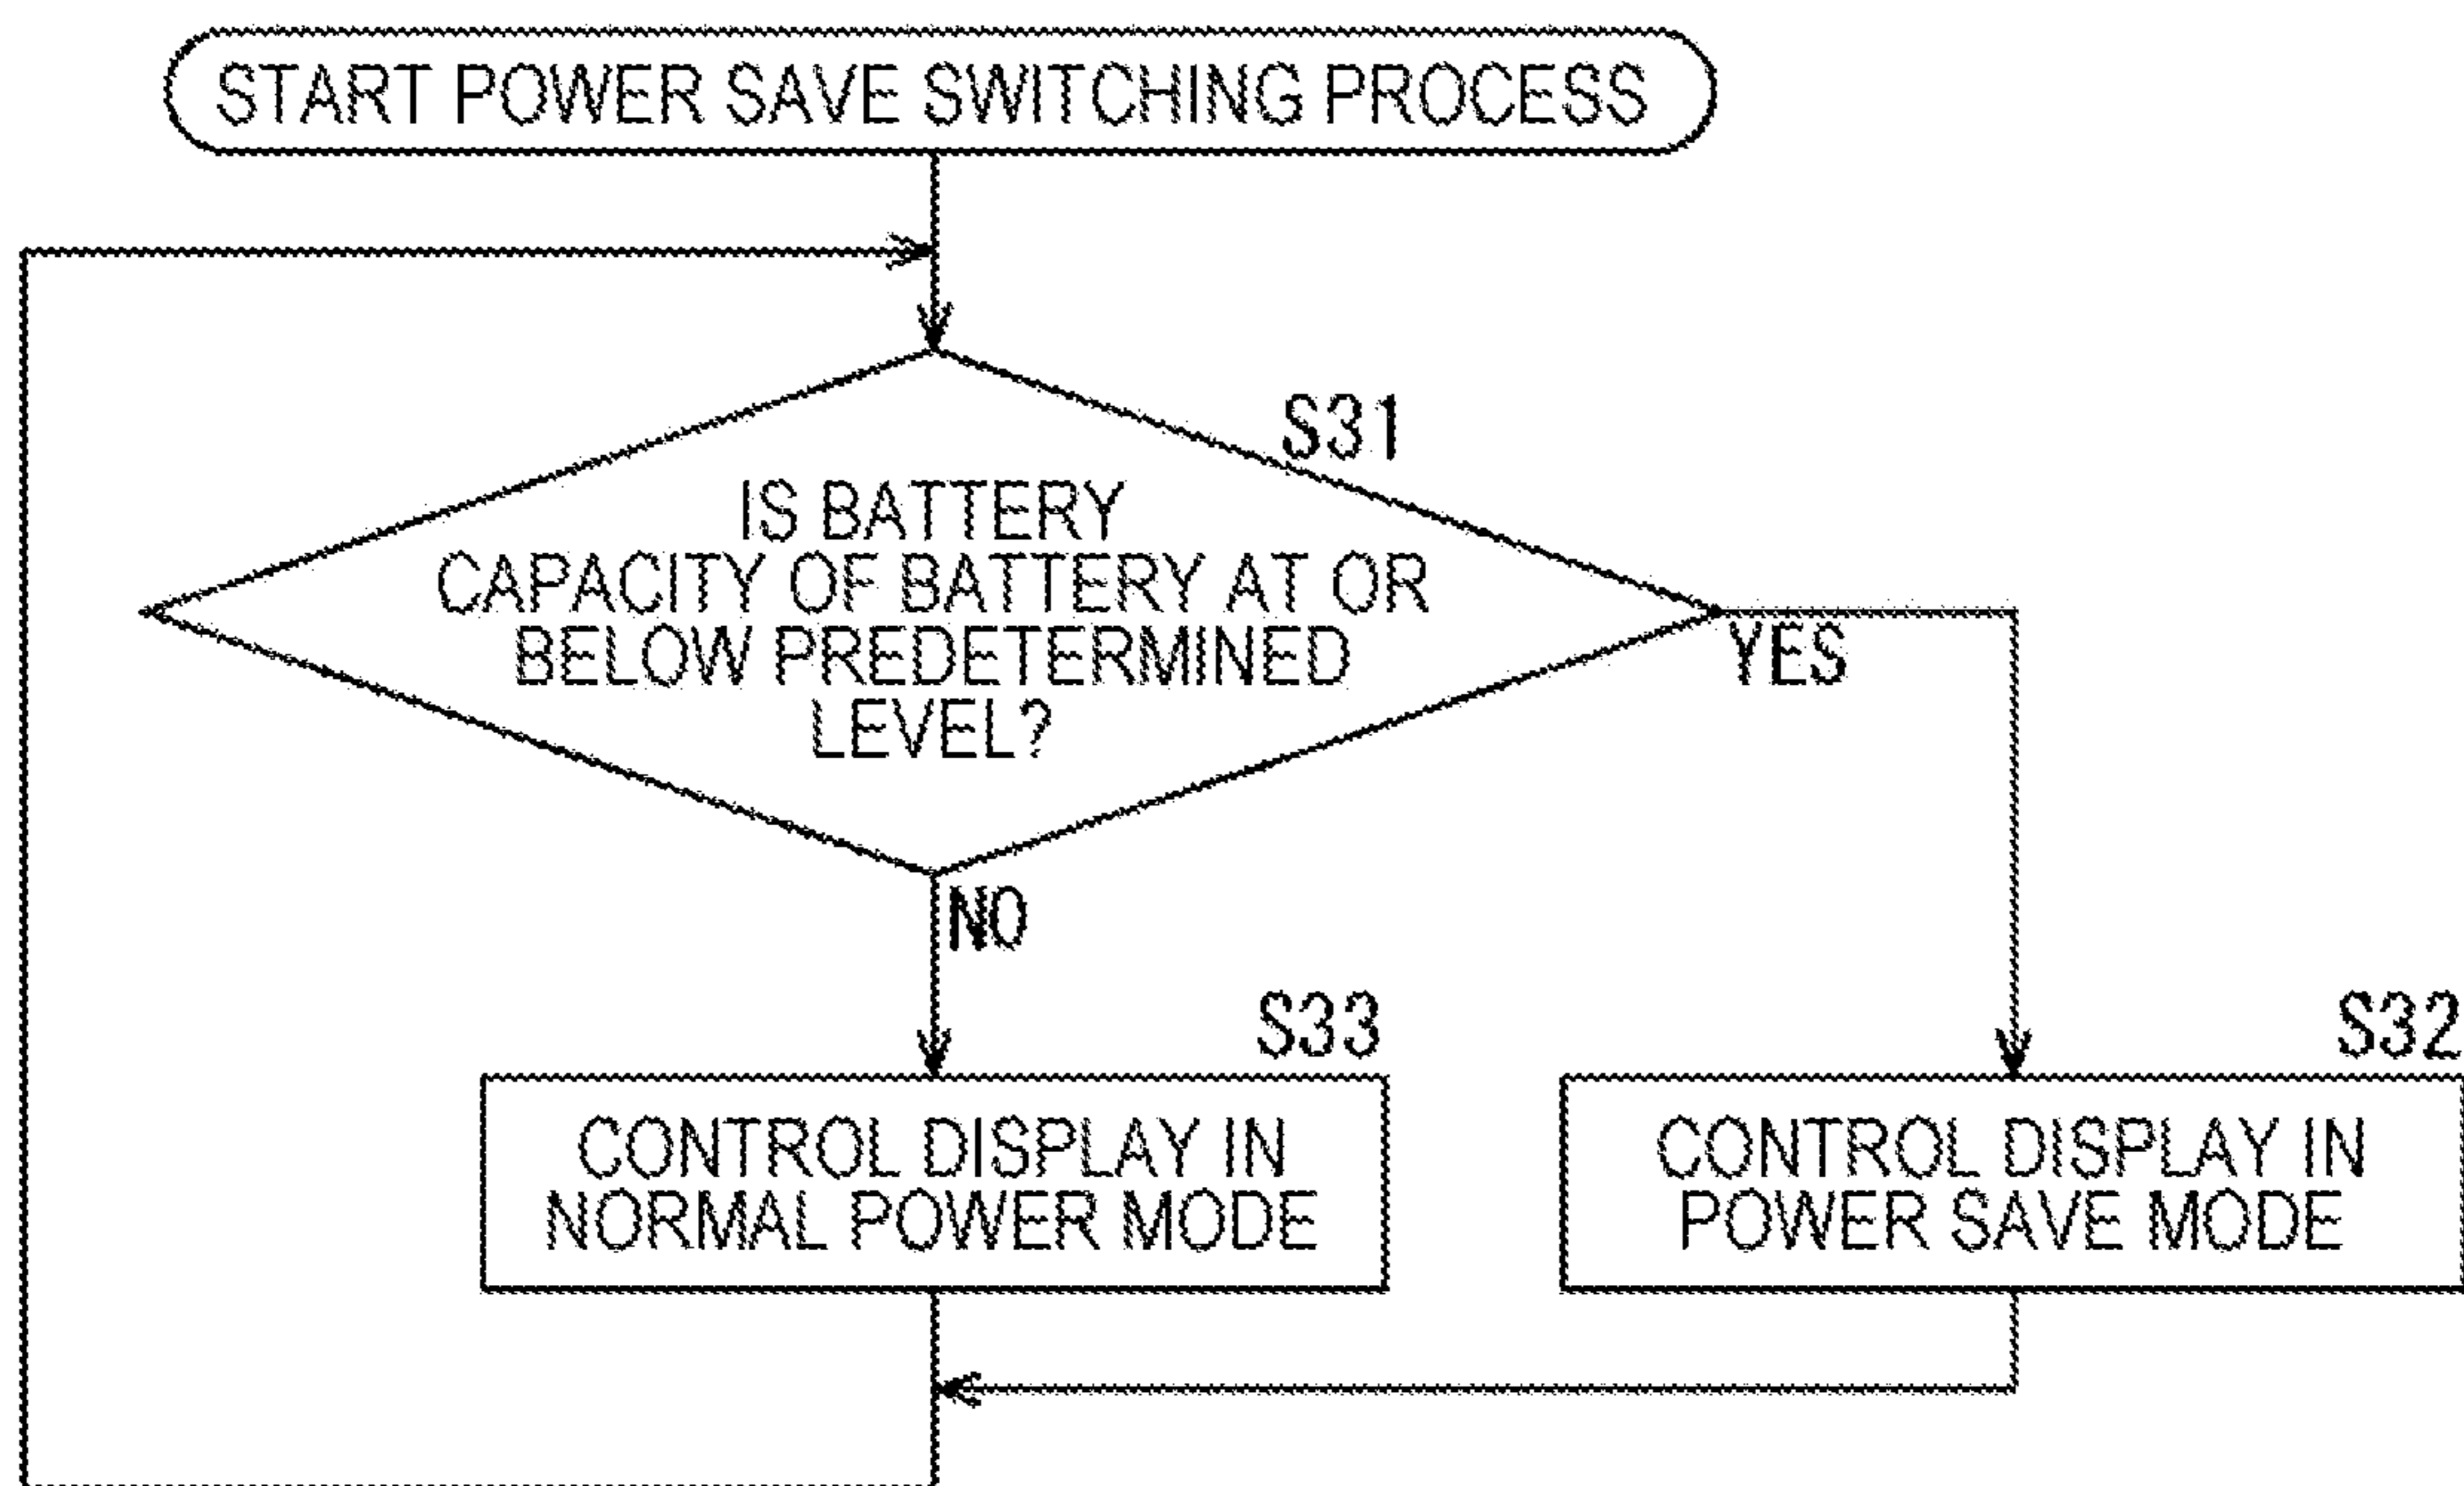 START POWER SAVE SWITCHING PROCESS
S31
IS BATTERY
CAPACITY OF BATTERY AT OR
BELOW PREDETERMINED
LEVEL?
YES
NO
S33
CONTROL DISPLAY IN
NORMAL POWER MODE
S32
CONTROL DISPLAY IN
POWER SAVE MODE